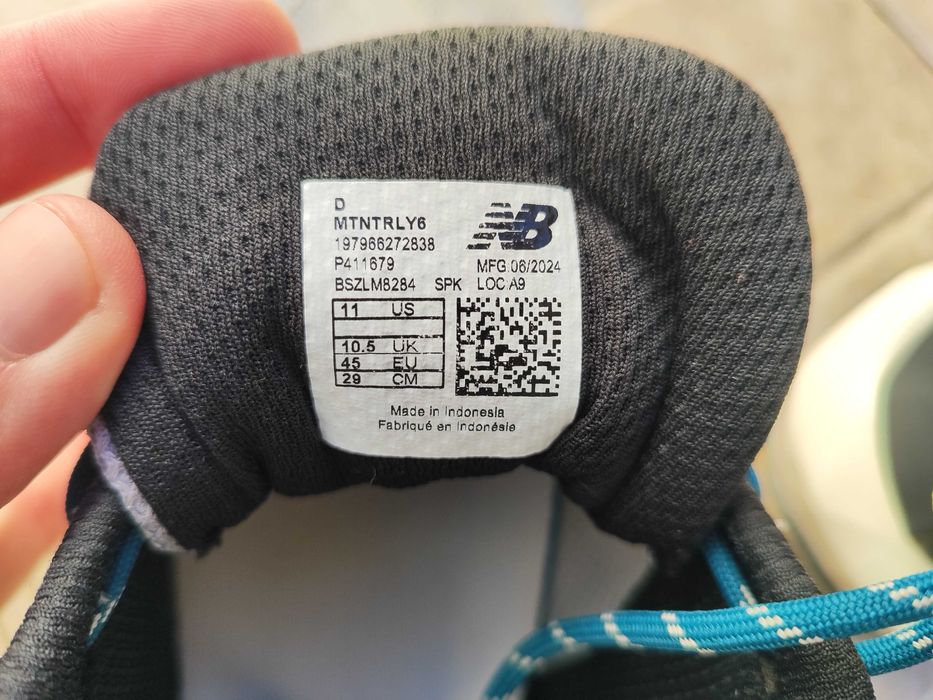 D
MTNTRLY6
NB
197966272838
P411679 MFG:06/2024
BSZLM8284 SPK LOC:A9
11 US
10.5 UK
45 EU
29 CM
Made in Indonesia
Fabriqué en Indonésie